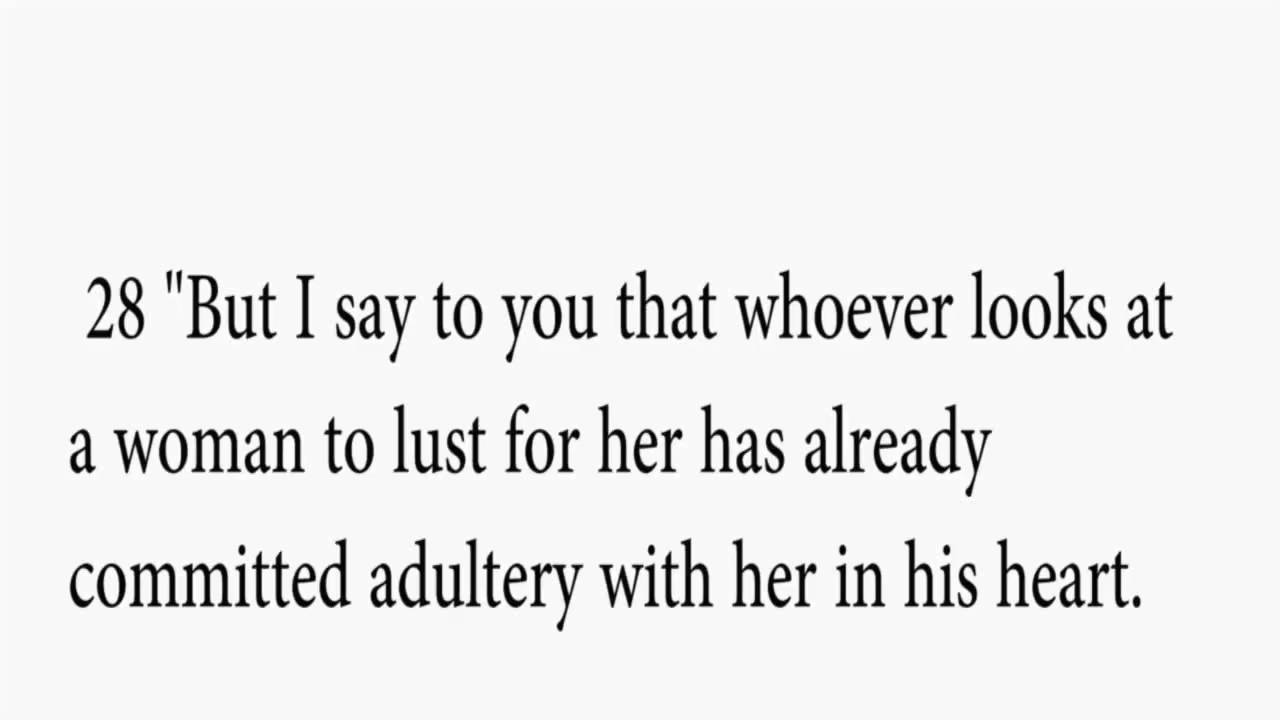 28 "But I say to you that whoever looks at
a woman to lust for her has already
committed adultery with her in his heart.